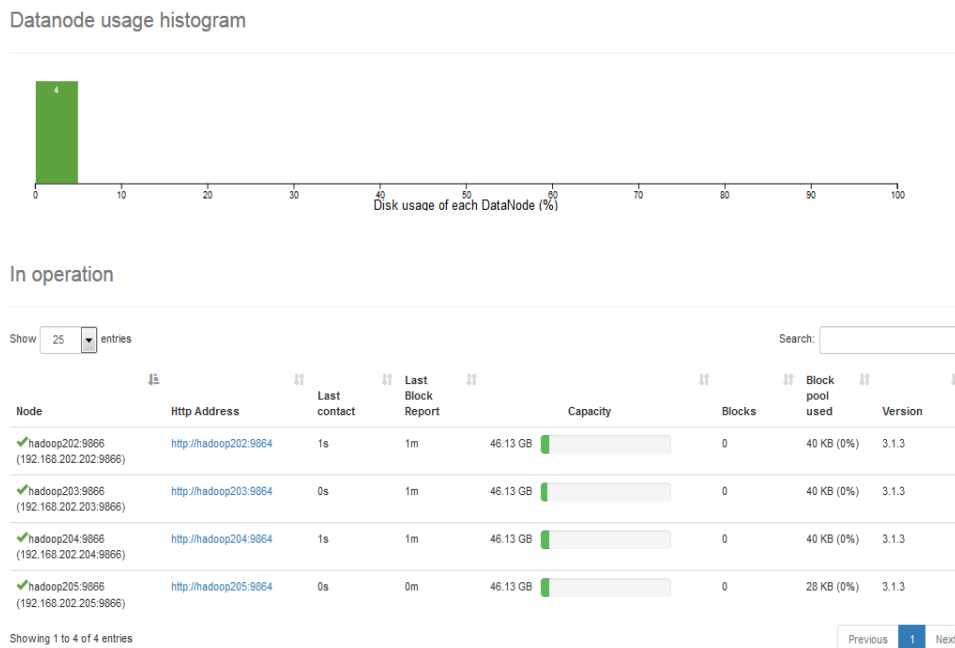 Datanode usage histogram
4
0 10 20 30 40 50 60 70 80 90 100
Disk usage of each DataNode (%)
In operation
Show 25 entries
Search:
Node Http Address Last contact Last Block Report Capacity Blocks Block pool used Version
hadoop202:9866 http://hadoop202:9864 1s 1m 46.13 GB 0 40 KB (0%) 3.1.3
(192.168.202.202:9866)
hadoop203:9866 http://hadoop203:9864 0s 1m 46.13 GB 0 40 KB (0%) 3.1.3
(192.168.202.203:9866)
hadoop204:9866 http://hadoop204:9864 1s 1m 46.13 GB 0 40 KB (0%) 3.1.3
(192.168.202.204:9866)
hadoop205:9866 http://hadoop205:9864 0s 0m 46.13 GB 0 28 KB (0%) 3.1.3
(192.168.202.205:9866)
Showing 1 to 4 of 4 entries
Previous 1 Next